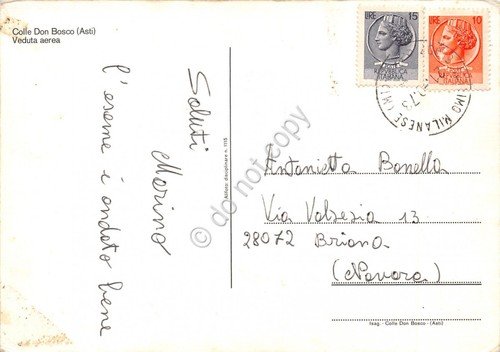 Colle Don Bosco (Asti)
Veduta aerea
l'esame è andato bene
Saluti
Marino
LIRE 15
REPUBBLICA
ITALIANA
LIRE 10
REPUBBLICA
ITALIANA
MILANESE
Antonietta Bonella
Via Valsesia 13
28072 Briona
(Novara)
do not copy
Fisag - Colle Don Bosco - (Asti)